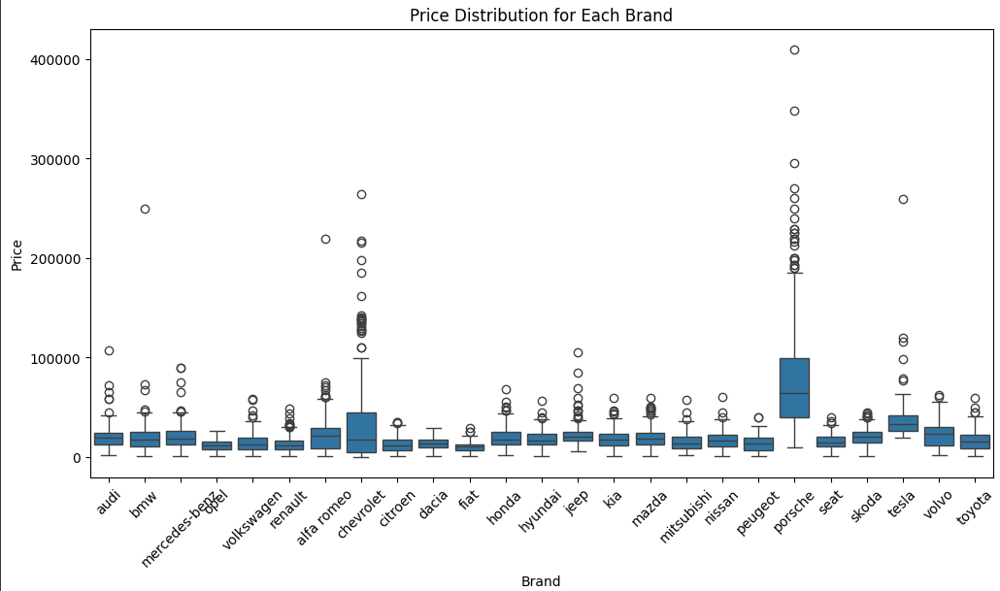 Price Distribution for Each Brand
400000
300000
200000
100000
0
Price
audi
bmw
mercedes-benz
opel
volkswagen
renault
alfa romeo
chevrolet
citroen
dacia
fiat
honda
hyundai
jeep
kia
mazda
mitsubishi
nissan
peugeot
porsche
seat
skoda
tesla
volvo
toyota
Brand